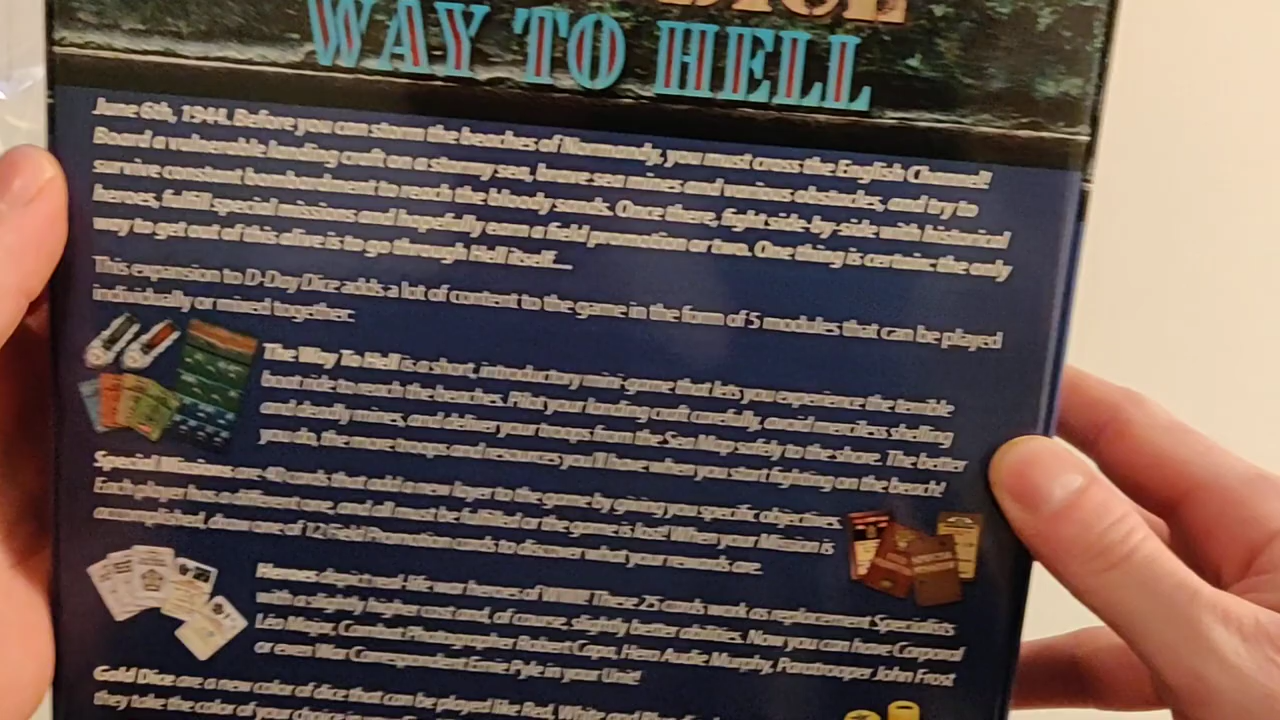 DICE
WAY TO HELL
June 6th, 1944. Before you can storm the beaches of Normandy, you must cross the English Channel!
Board a vulnerable landing craft on a stormy sea, brave sea mines and various obstacles, and try to
survive constant bombardment to reach the bloody sands. Once there, fight side-by-side with historical
heroes, fulfill special missions and hopefully earn a field promotion or two. One thing is certain: the only
way to get out of this alive is to go through Hell itself...
This expansion to D-Day Dice adds a lot of content to the game in the form of 5 modules that can be played
individually or mixed together:
The Way To Hell is a short, introductory mini-game that lets you experience the terrible
boat ride to reach the beaches. Pilot your landing craft carefully, avoid merciless shelling
and deadly mines, and deliver your troops from the Sea Map safely to the shore. The better
you do, the more troops and resources you'll have when you start fighting on the beach!
Special Missions are 40 cards that add a new layer to the game by giving you specific objectives.
Each player has a different one, and all must be fulfilled or the game is lost! When your Mission is
accomplished, draw one of 12 Field Promotion cards to discover what your rewards are.
Heroes depict real-life war heroes of WWII! These 25 cards work as replacement Specialists
with a slightly higher cost and, of course, slightly better abilities. Now you can have Corporal
Léo Major, Combat Photographer Robert Capa, Hero Audie Murphy, Paratrooper John Frost
or even War Correspondent Ernie Pyle in your Unit!
Gold Dice are a new color of dice that can be played like Red, White and Blue
they take the color of your choice